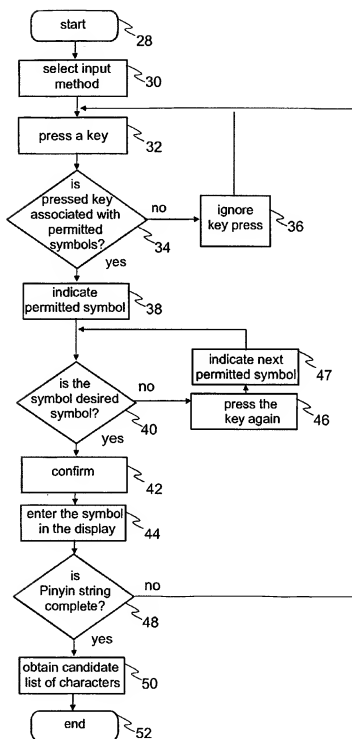 start
28
select input
method
30
press a key
32
is
pressed key
associated with
permitted
symbols?
34
no
ignore
key press
36
yes
indicate
permitted symbol
38
indicate next
permitted symbol
47
is the
symbol desired
symbol?
40
no
press the
key again
46
yes
confirm
42
enter the symbol
in the display
44
is
Pinyin string
complete?
48
no
yes
obtain candidate
list of characters
50
end
52